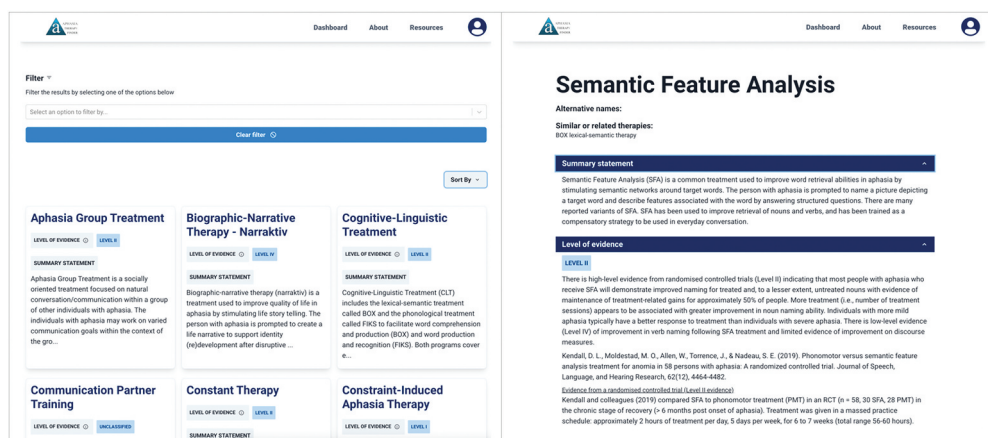 APHASIA
THERAPY
FINDER
Dashboard About Resources
Filter
Filter the results by selecting one of the options below
Select an option to filter by...
Clear filter
Sort By
Aphasia Group Treatment
LEVEL OF EVIDENCE LEVEL II
SUMMARY STATEMENT
Aphasia Group Treatment is a socially
oriented treatment focused on natural
conversation/communication within a group
of other individuals with aphasia. The
individuals with aphasia may work on varied
communication goals within the context of
the gro...
Biographic-Narrative
Therapy - Narraktiv
LEVEL OF EVIDENCE LEVEL IV
SUMMARY STATEMENT
Biographic-narrative therapy (narraktiv) is a
treatment used to improve quality of life in
aphasia by stimulating life story telling. The
person with aphasia is prompted to create a
life narrative to support identity
(re)development after disruptive ...
Cognitive-Linguistic
Treatment
LEVEL OF EVIDENCE LEVEL II
SUMMARY STATEMENT
Cognitive-Linguistic Treatment (CLT)
includes the lexical-semantic treatment
called BOX and the phonological treatment
called FIKS to facilitate word comprehension
and production (BOX) and word production
and recognition (FIKS). Both programs cover
e...
Communication Partner
Training
LEVEL OF EVIDENCE UNCLASSIFIED
Constant Therapy
LEVEL OF EVIDENCE LEVEL II
Constraint-Induced
Aphasia Therapy
LEVEL OF EVIDENCE LEVEL I
APHASIA
THERAPY
FINDER
Dashboard About Resources
Semantic Feature Analysis
Alternative names:
Similar or related therapies:
BOX lexical-semantic therapy
Summary statement
Semantic Feature Analysis (SFA) is a common treatment used to improve word retrieval abilities in aphasia by
stimulating semantic networks around target words. The person with aphasia is prompted to name a picture depicting
a target word and describe features associated with the word by answering structured questions. There are many
reported variants of SFA. SFA has been used to improve retrieval of nouns and verbs, and has been trained as a
compensatory strategy to be used in everyday conversation.
Level of evidence
LEVEL II
There is high-level evidence from randomised controlled trials (Level II) indicating that most people with aphasia who
receive SFA will demonstrate improved naming for treated and, to a lesser extent, untreated nouns with evidence of
maintenance of treatment-related gains for approximately 50% of people. More treatment (i.e., number of treatment
sessions) appears to be associated with greater improvement in noun naming ability. Individuals with more mild
aphasia typically have a better response to treatment than individuals with severe aphasia. There is low-level evidence
(Level IV) of improvement in verb naming following SFA treatment and limited evidence of improvement on discourse
measures.
Kendall, D. L., Moldestad, M. O., Allen, W., Torrence, J., & Nadeau, S. E. (2019). Phonomotor versus semantic feature
analysis treatment for anomia in 58 persons with aphasia: A randomized controlled trial. Journal of Speech,
Language, and Hearing Research, 62(12), 4464-4482.
Evidence from a randomised controlled trial (Level II evidence)
Kendall and colleagues (2019) compared SFA to phonomotor treatment (PMT) in an RCT (n = 58, 30 SFA, 28 PMT) in
the chronic stage of recovery (> 6 months post onset of aphasia). Treatment was given in a massed practice
schedule: approximately 2 hours of treatment per day, 5 days per week, for 6 to 7 weeks (total range 56-60 hours).